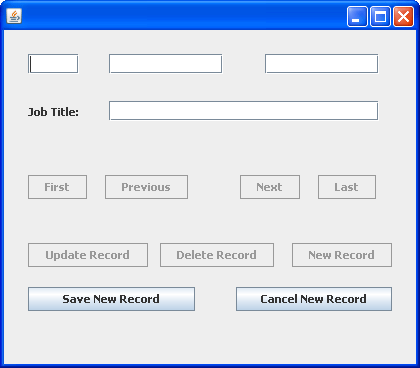 Job Title:
First Previous Next Last
Update Record Delete Record New Record
Save New Record Cancel New Record